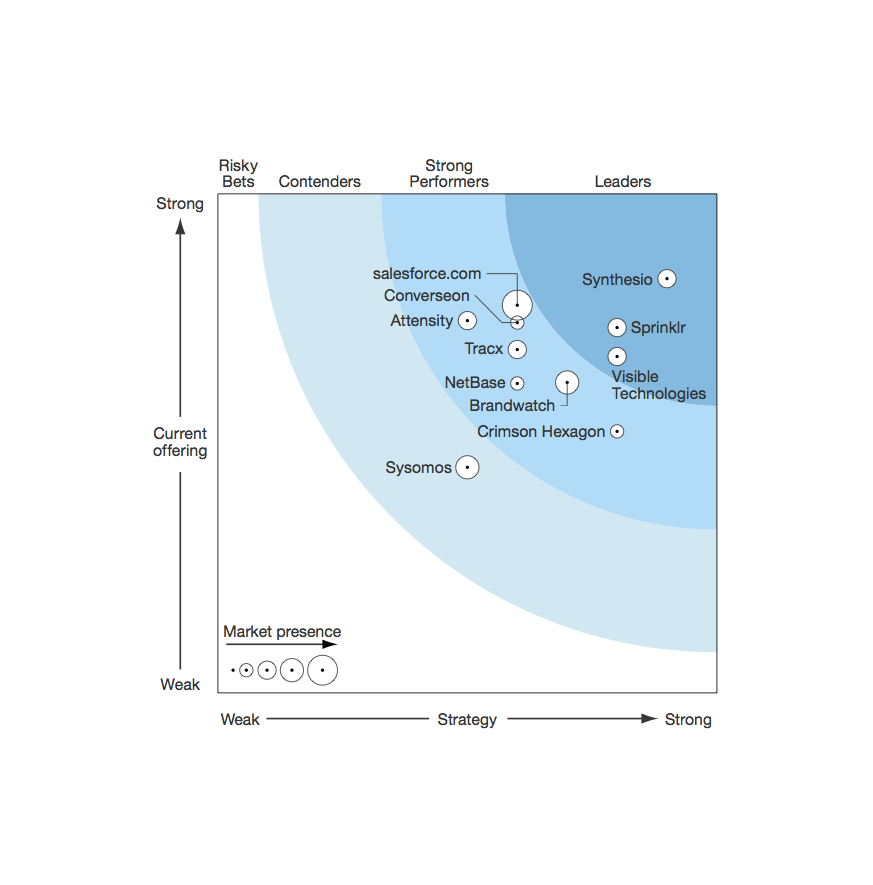 Risky
Bets
Contenders
Strong
Performers
Leaders
Strong
salesforce.com
Synthesio
Converseon
Attensity
Sprinklr
Tracx
NetBase
Visible
Technologies
Brandwatch
Crimson Hexagon
Current
offering
Sysomos
Market presence
Weak
Weak
Strategy
Strong